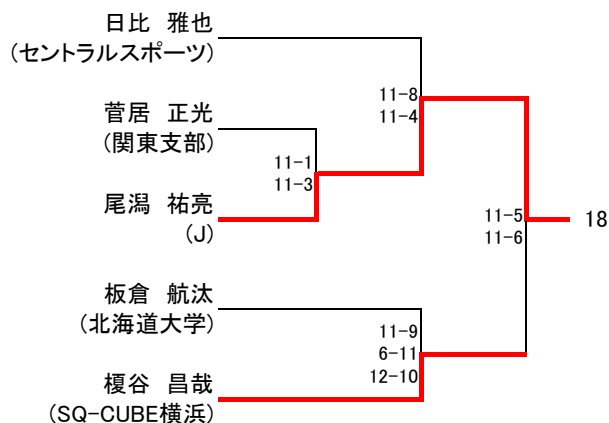 日比　雅也
(セントラルスポーツ)
11-8
11-4
菅居　正光
(関東支部)
11-1
11-3
尾潟　祐亮
(J)
11-5
11-6
18
板倉　航汰
(北海道大学)
11-9
6-11
12-10
榎谷　昌哉
(SQ-CUBE横浜)